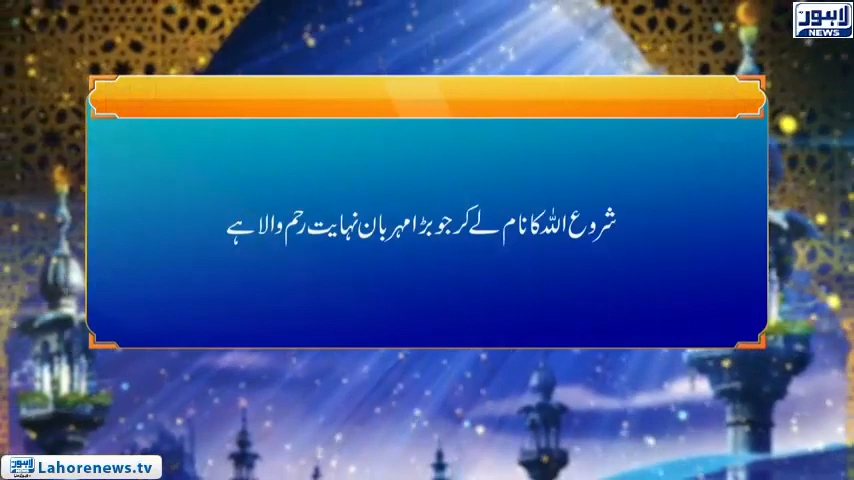 لاہور
NEWS
شروع اللہ کا نام لے کر جو بڑا مہربان نہایت رحم والا ہے
Lahorenews.tv